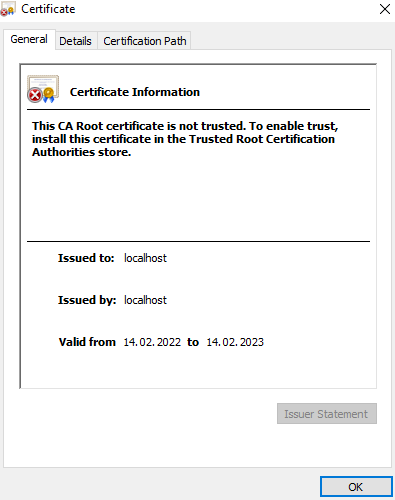 Certificate
General
Details
Certification Path
Certificate Information
This CA Root certificate is not trusted. To enable trust,
install this certificate in the Trusted Root Certification
Authorities store.
Issued to: localhost
Issued by: localhost
Valid from 14.02.2022 to 14.02.2023
Issuer Statement
OK